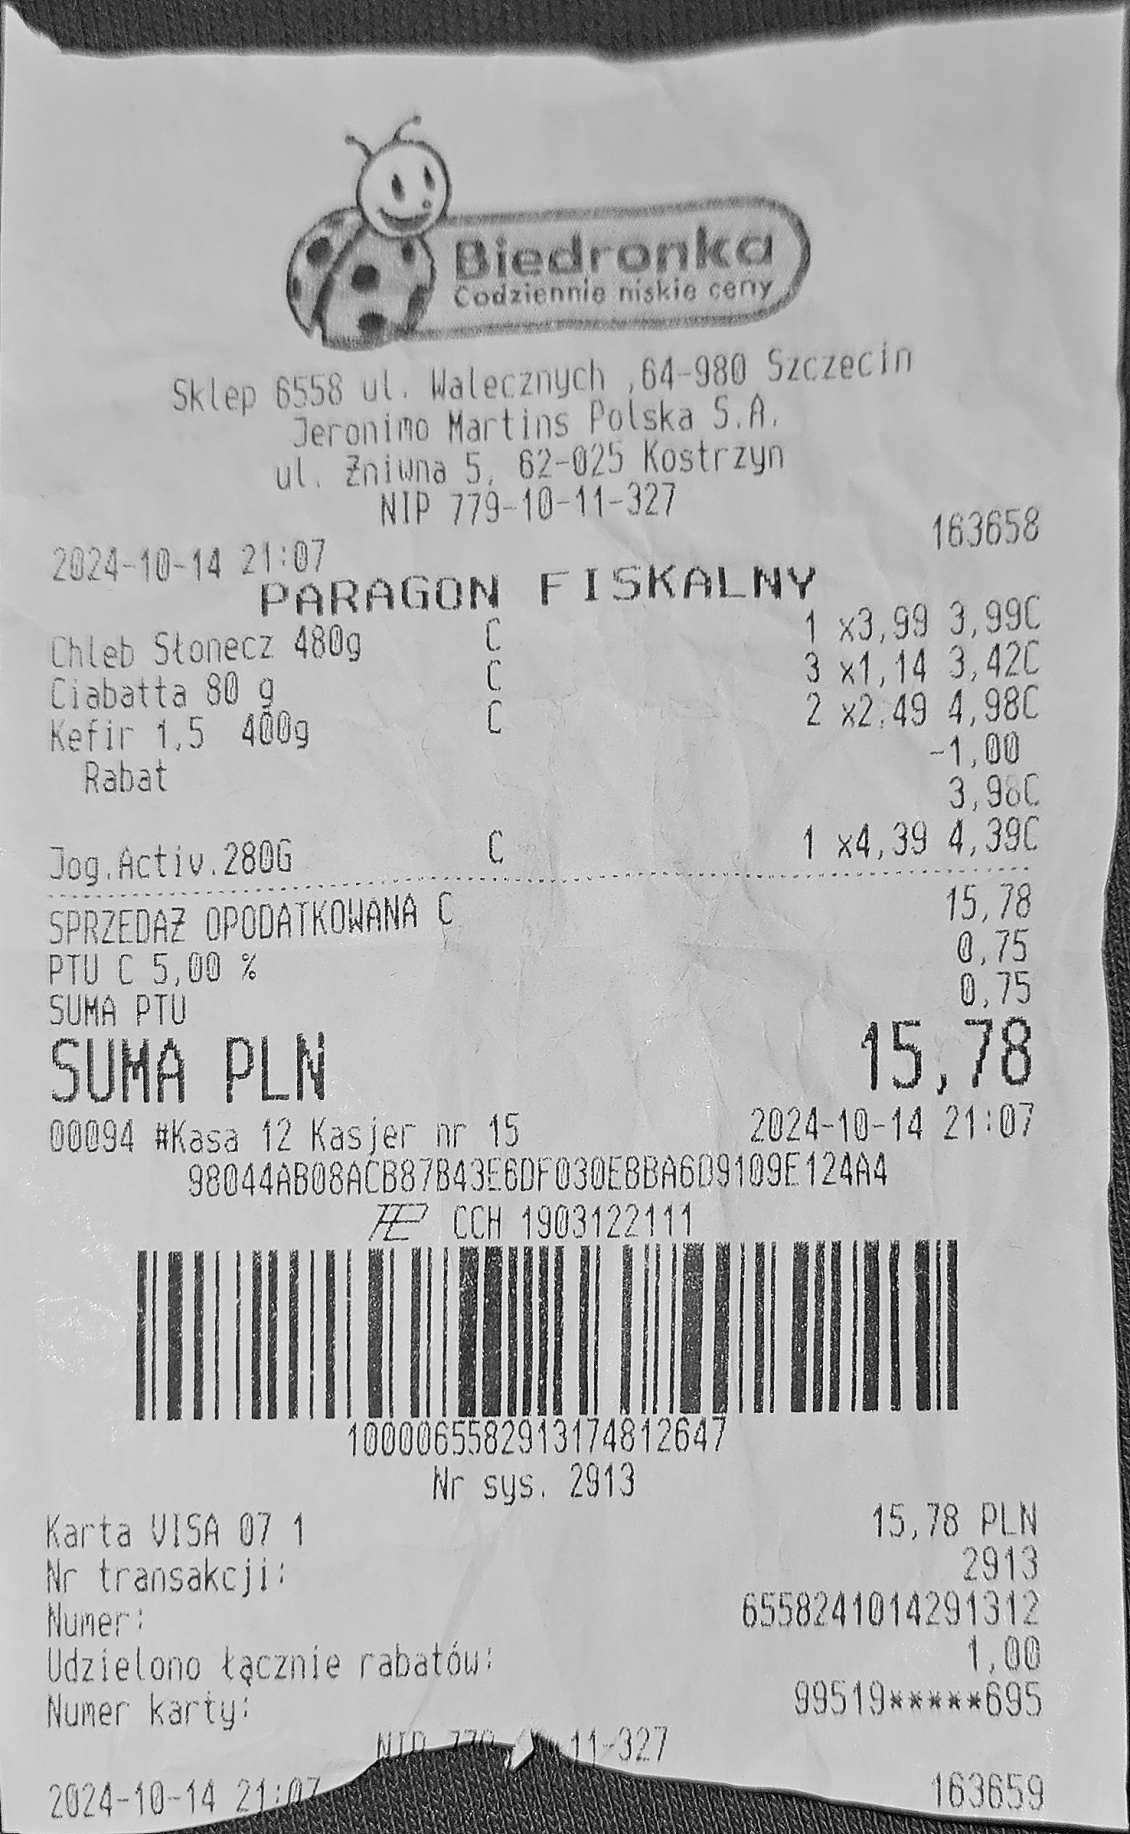 Biedronka
Codziennie niskie ceny
Sklep 6558 ul. Walecznych ,64-980 Szczecin
Jeronimo Martins Polska S.A.
ul. Żniwna 5, 62-025 Kostrzyn
NIP 779-10-11-327
2024-10-14 21:07 163658
PARAGON FISKALNY
Chleb Słonecz 480g C 1 x3,99 3,99C
Ciabatta 80 g C 3 x1,14 3,42C
Kefir 1,5 400g C 2 x2,49 4,98C
Rabat -1,00
3,98C
Jog.Activ.280G C 1 x4,39 4,39C
SPRZEDAŻ OPODATKOWANA C 15,78
PTU C 5,00 % 0,75
SUMA PTU 0,75
SUMA PLN 15,78
00094 #Kasa 12 Kasjer nr 15 2024-10-14 21:07
98044AB08ACB87B43E6DF030EBBA6D9109E124A4
CCH 1903122111
1000065582913174812647
Nr sys. 2913
Karta VISA 07 1 15,78 PLN
Nr transakcji: 2913
Numer: 6558241014291312
Udzielono łącznie rabatów: 1,00
Numer karty: 99519*****695
NIP 779 11-327
2024-10-14 21:07 163659